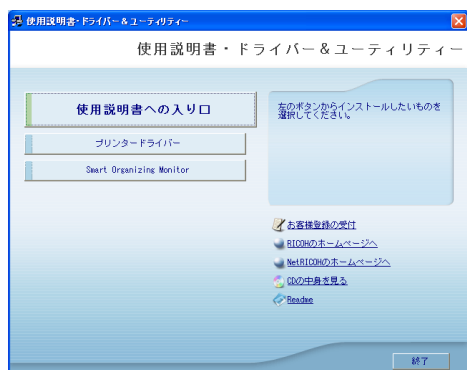 使用説明書・ドライバー＆ユーティリティー
使用説明書・ドライバー＆ユーティリティー
使用説明書への入り口
プリンタードライバー
Smart Organizing Monitor
左のボタンからインストールしたいものを
選択してください。
お客様登録の受付
RICOHのホームページへ
NetRICOHのホームページへ
CDの中身を見る
Readme
終了